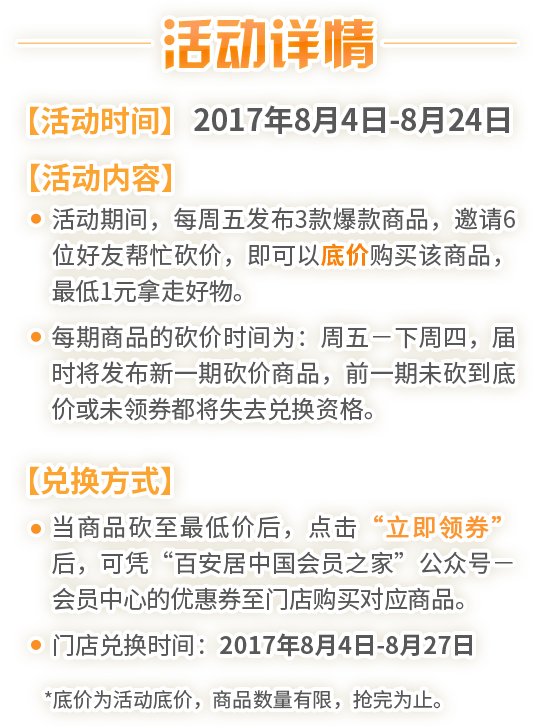 活动详情
【活动时间】 2017年8月4日-8月24日
【活动内容】
活动期间，每周五发布3款爆款商品，邀请6
位好友帮忙砍价，即可以底价购买该商品，
最低1元拿走好物。
每期商品的砍价时间为：周五－下周四，届
时将发布新一期砍价商品，前一期未砍到底
价或未领券都将失去兑换资格。
【兑换方式】
当商品砍至最低价后，点击“立即领券”
后，可凭“百安居中国会员之家”公众号－
会员中心的优惠券至门店购买对应商品。
门店兑换时间：2017年8月4日-8月27日
*底价为活动底价，商品数量有限，抢完为止。